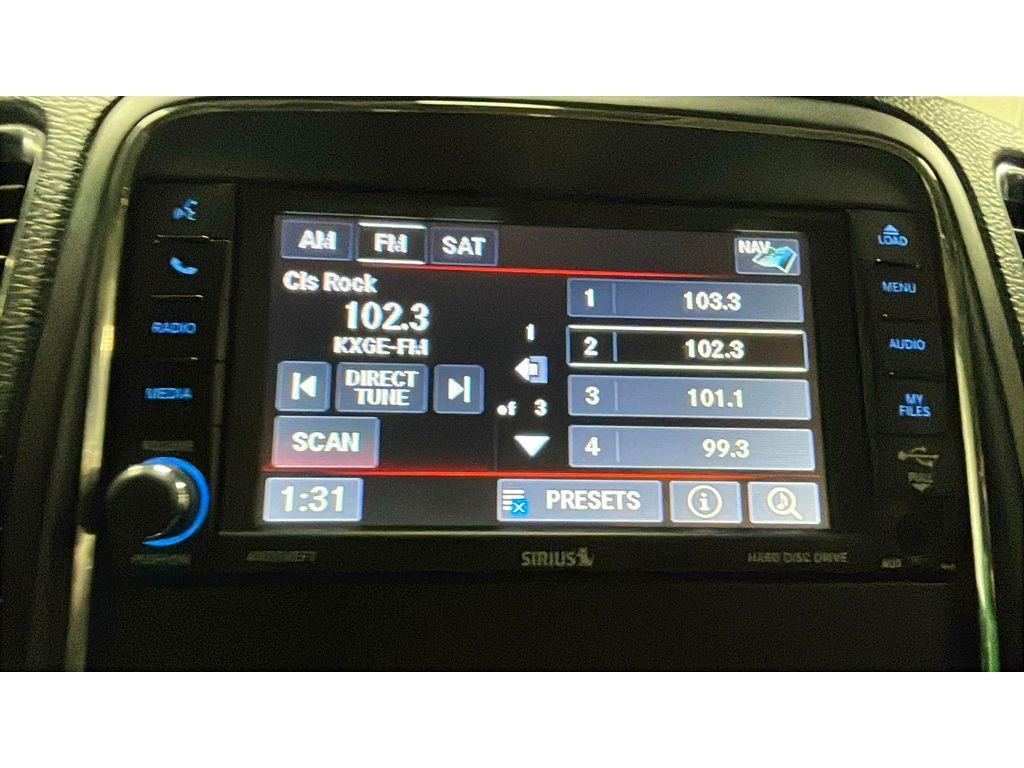 AM FM SAT NAV
Cls Rock
102.3
KXGE-FM
DIRECT
TUNE
SCAN
1:31
1
of 3
1 103.3
2 102.3
3 101.1
4 99.3
PRESETS
RADIO
MEDIA
LOAD
MENU
AUDIO
MY
FILES
SIRIUS
HARD DISC DRIVE
AUX